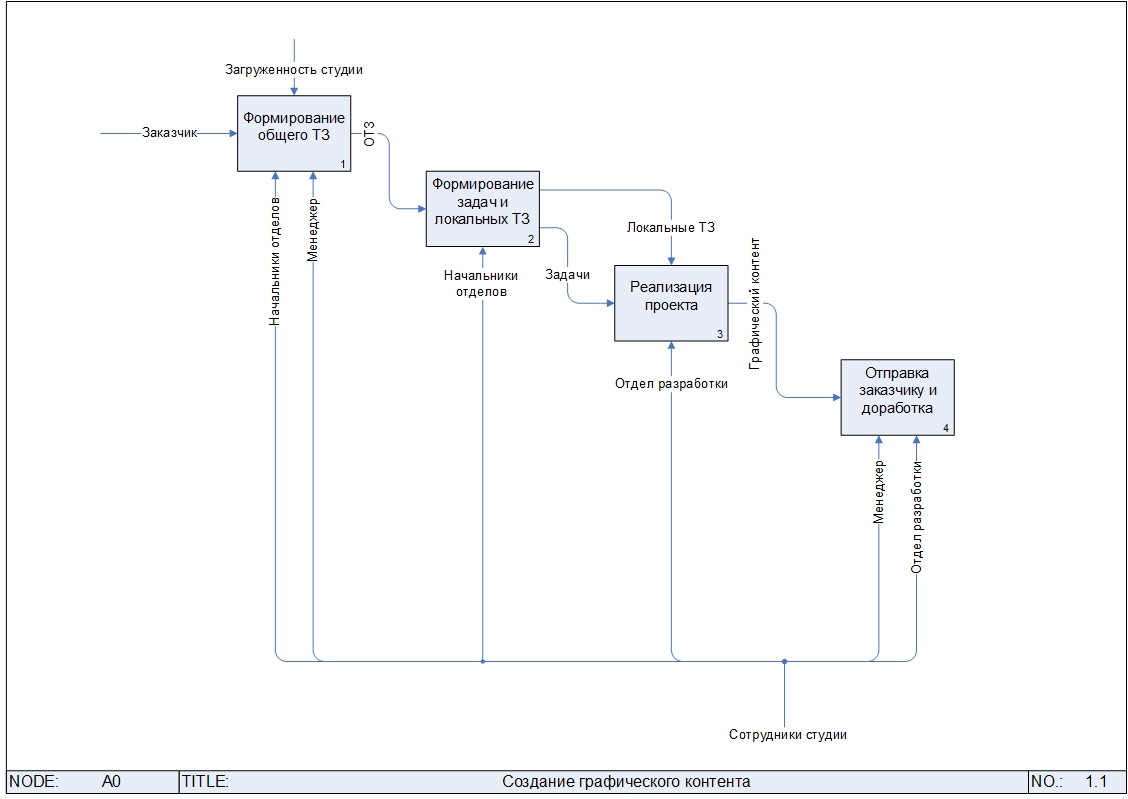 Загруженность студии
Заказчик
Формирование
общего ТЗ
1
ОТЗ
Формирование
задач и
локальных ТЗ
2
Начальники отделов
Менеджер
Локальные ТЗ
Начальники
отделов
Задачи
Реализация
проекта
3
Графический контент
Отдел разработки
Отправка
заказчику и
доработка
4
Менеджер
Отдел разработки
Сотрудники студии
NODE: A0 TITLE: Создание графического контента NO.: 1.1